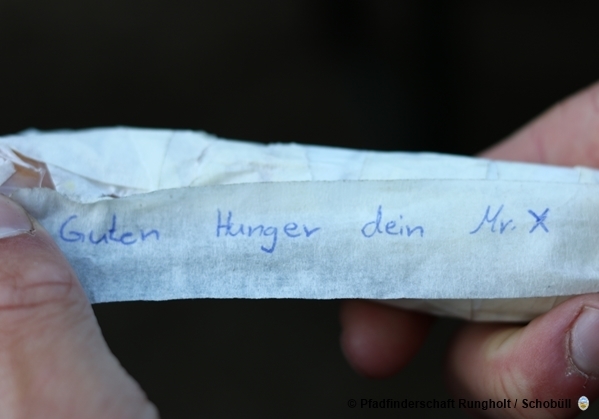 Guten Hunger dein Mr. X
© Pfadfinderschaft Rungholt / Schobüll